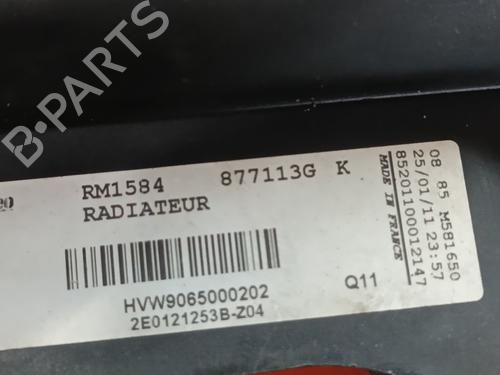 RM1584 877113G K
RADIATEUR
HVW9065000202
2E0121253B-Z04
Q11
08 85 M581650
25/01/11 23:57
85201100012147
MADE IN FRANCE
B-PARTS